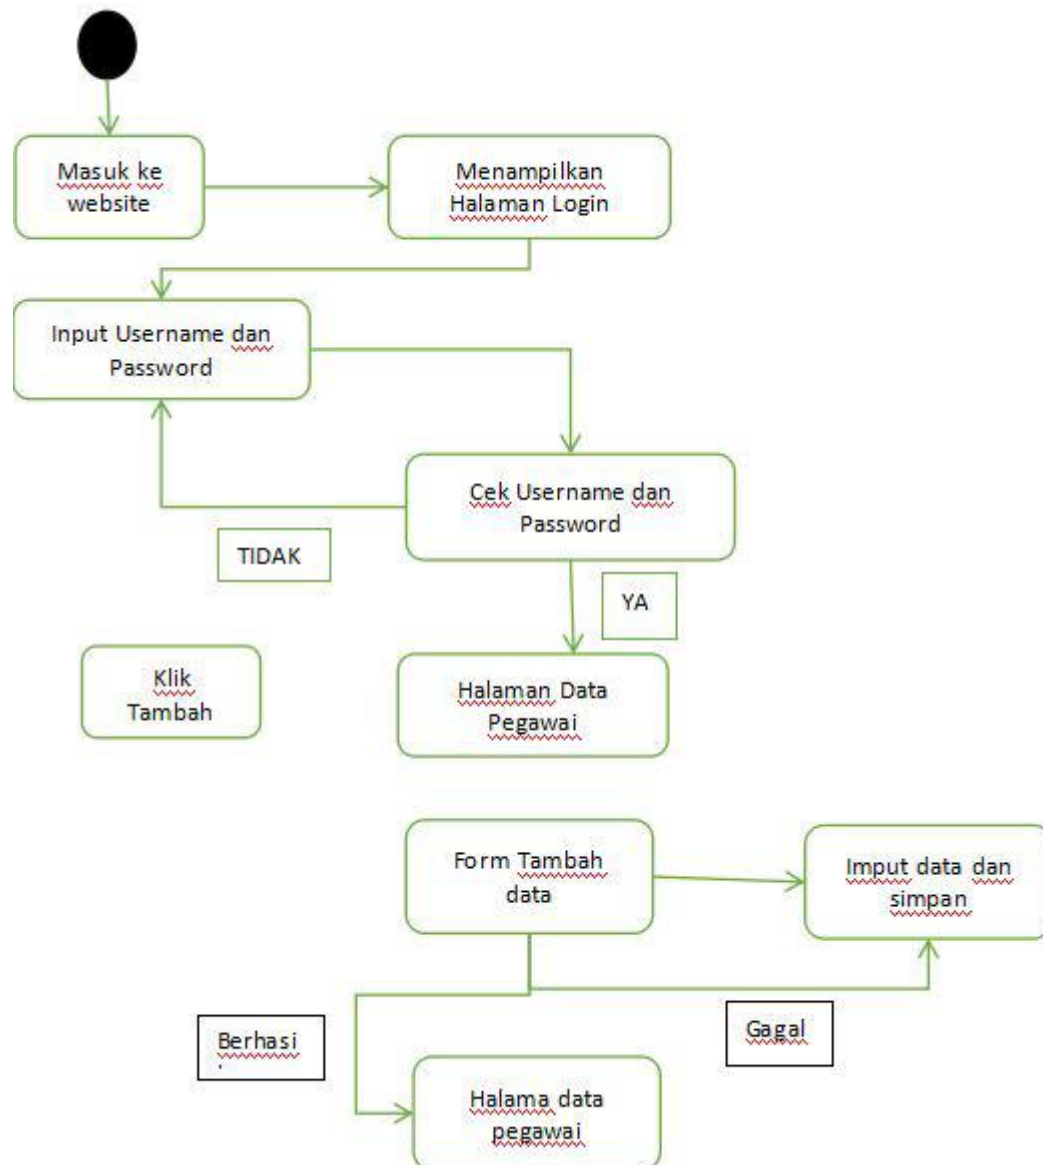 Masuk ke
website
Menampilkan
Halaman Login
Input Username dan
Password
Cek Username dan
Password
TIDAK
YA
Klik
Tambah
Halaman Data
Pegawai
Form Tambah
data
Imput data dan
simpan
Berhasi
Gagal
Halama data
pegawai